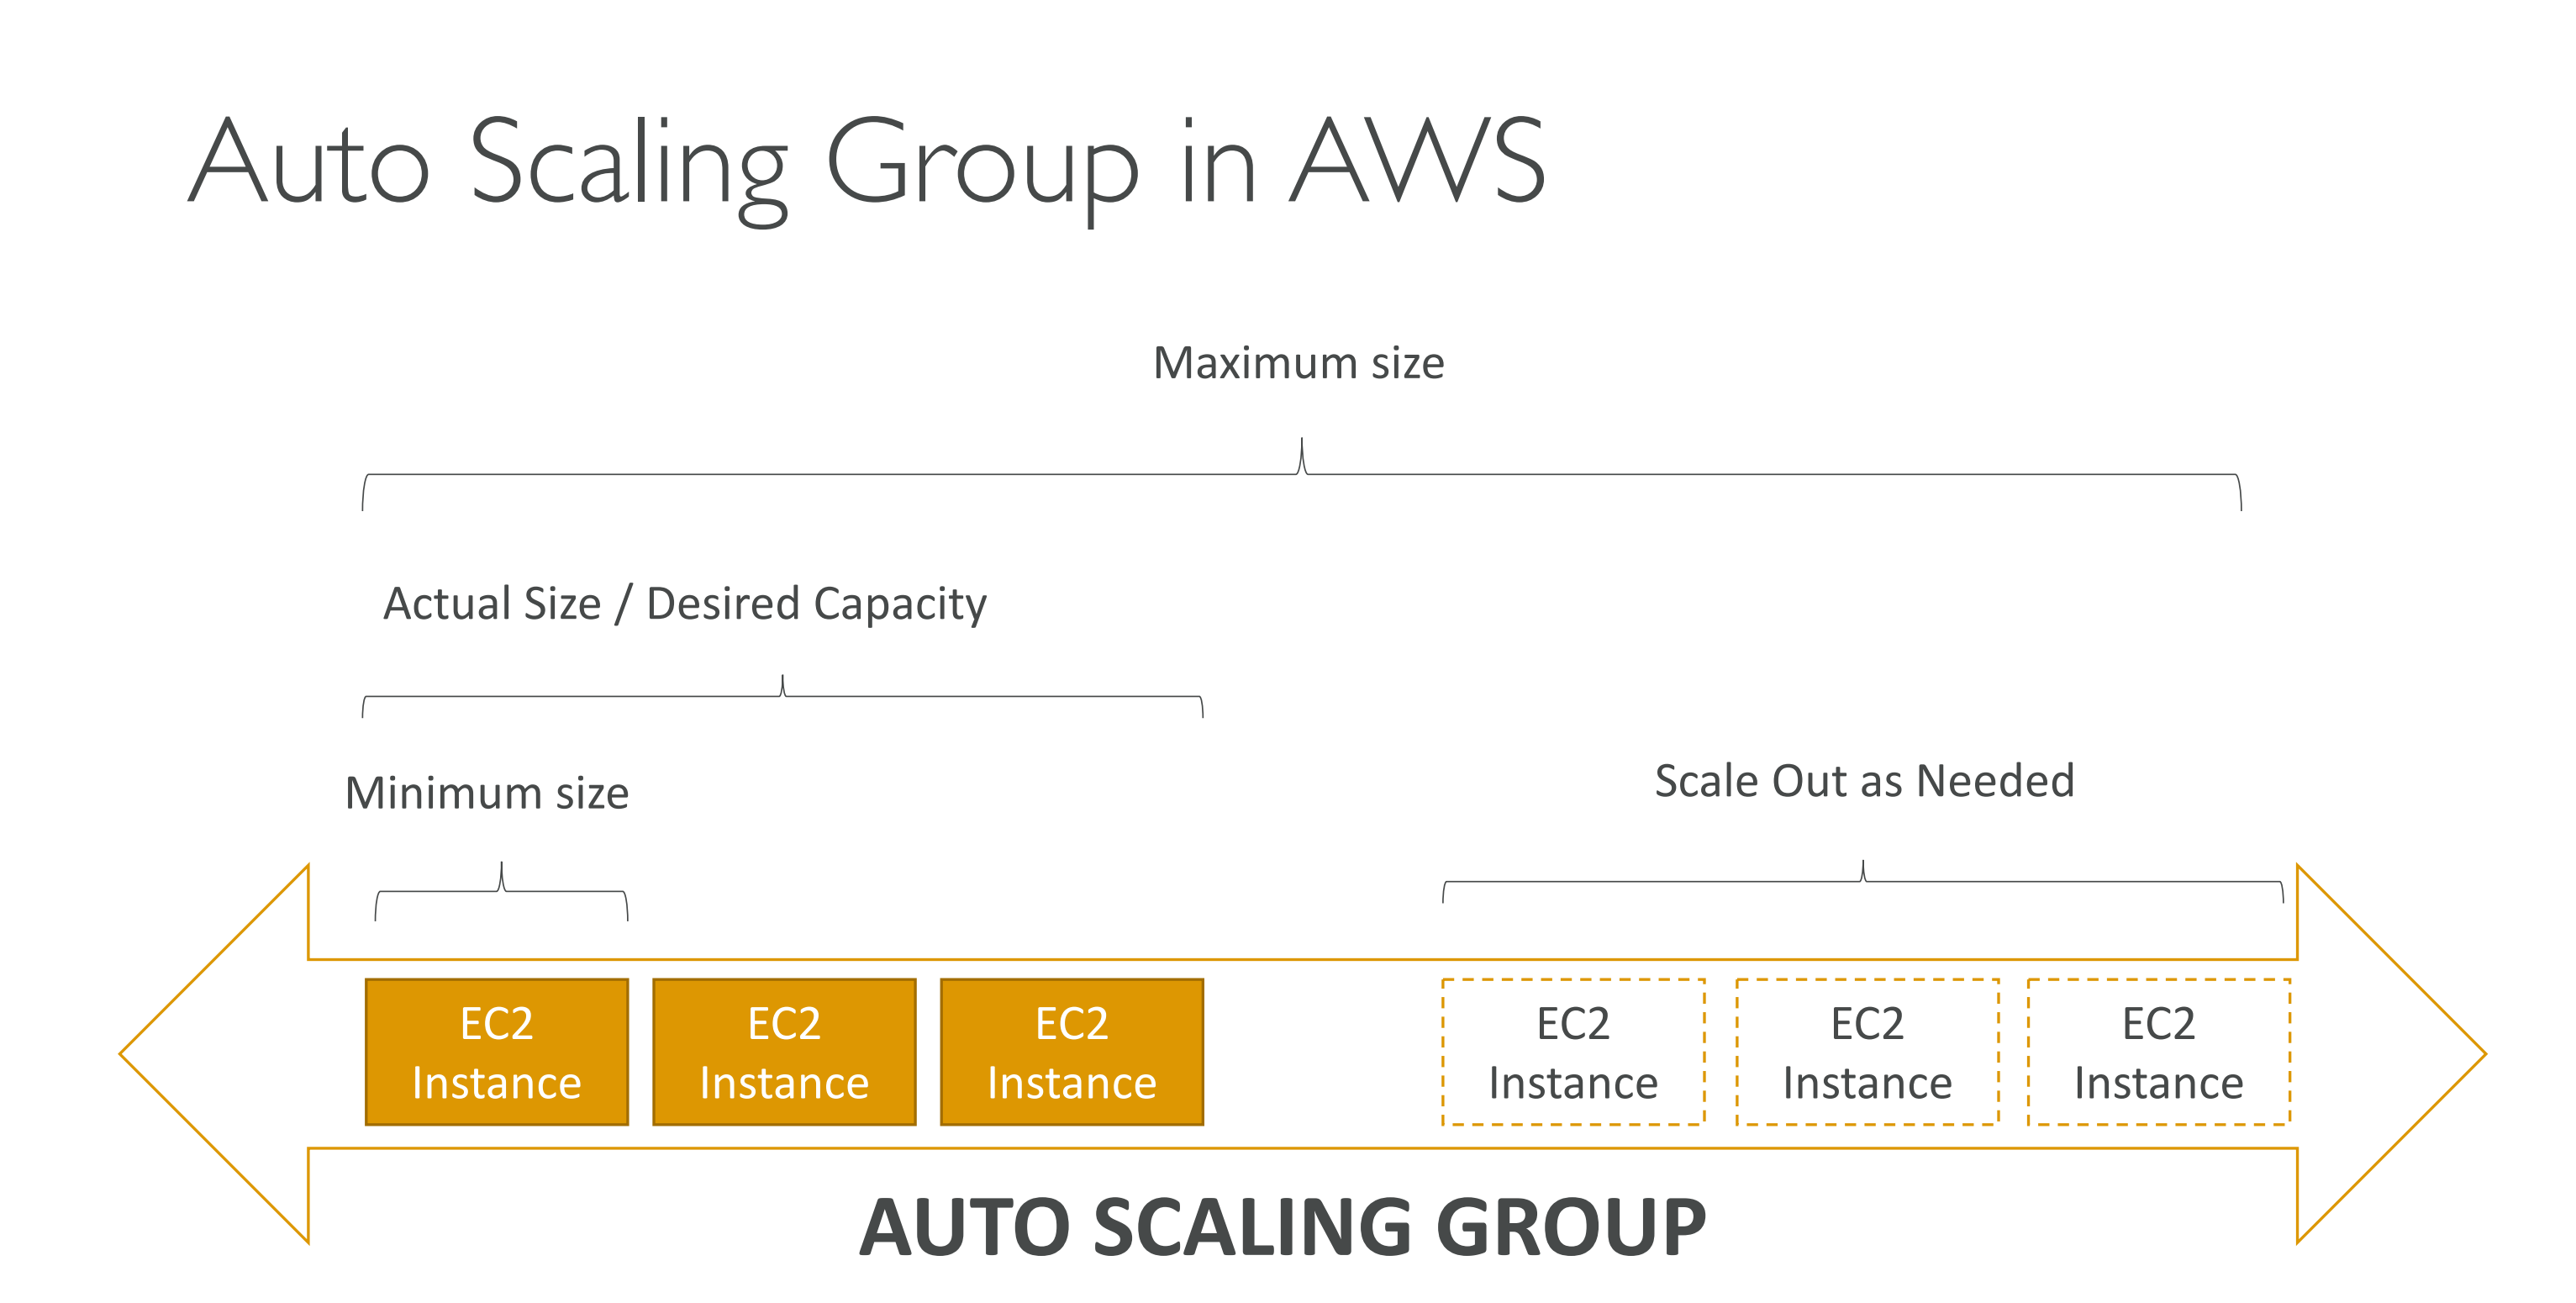 Auto Scaling Group in AWS
Maximum size
Actual Size / Desired Capacity
Minimum size
Scale Out as Needed
EC2
Instance
EC2
Instance
EC2
Instance
EC2
Instance
EC2
Instance
EC2
Instance
AUTO SCALING GROUP